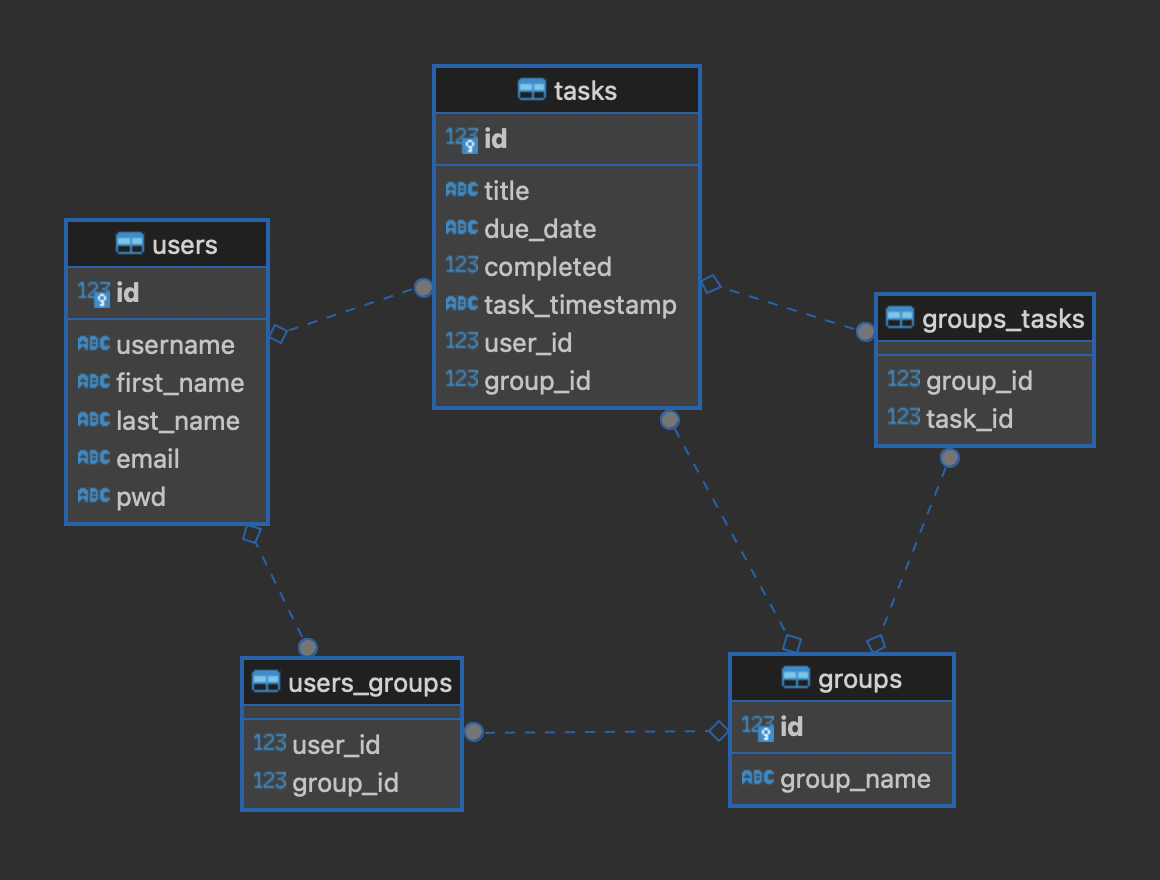 tasks
123 id
ABC title
ABC due_date
123 completed
ABC task_timestamp
123 user_id
123 group_id
users
123 id
ABC username
ABC first_name
ABC last_name
ABC email
ABC pwd
groups_tasks
123 group_id
123 task_id
users_groups
123 user_id
123 group_id
groups
123 id
ABC group_name